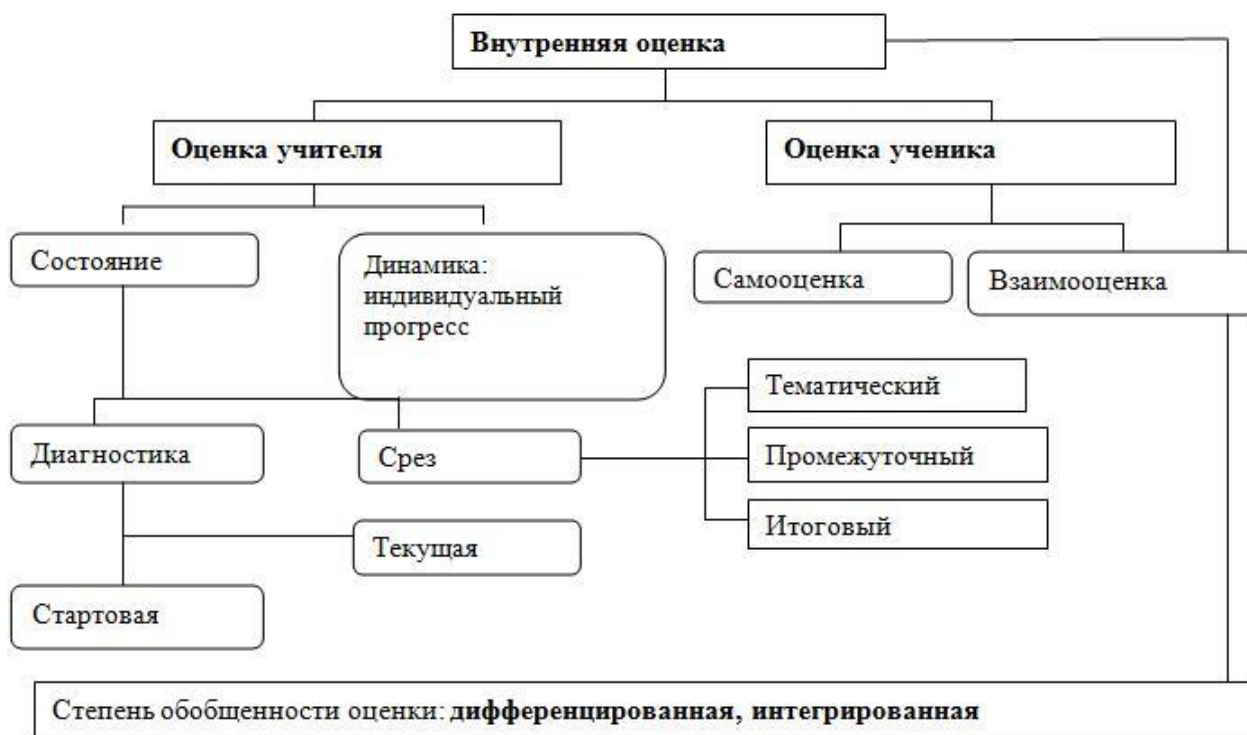 Внутренняя оценка
Оценка учителя
Оценка ученика
Состояние
Динамика:
индивидуальный
прогресс
Самооценка
Взаимооценка
Тематический
Диагностика
Срез
Промежуточный
Итоговый
Текущая
Стартовая
Степень обобщенности оценки: дифференцированная, интегрированная